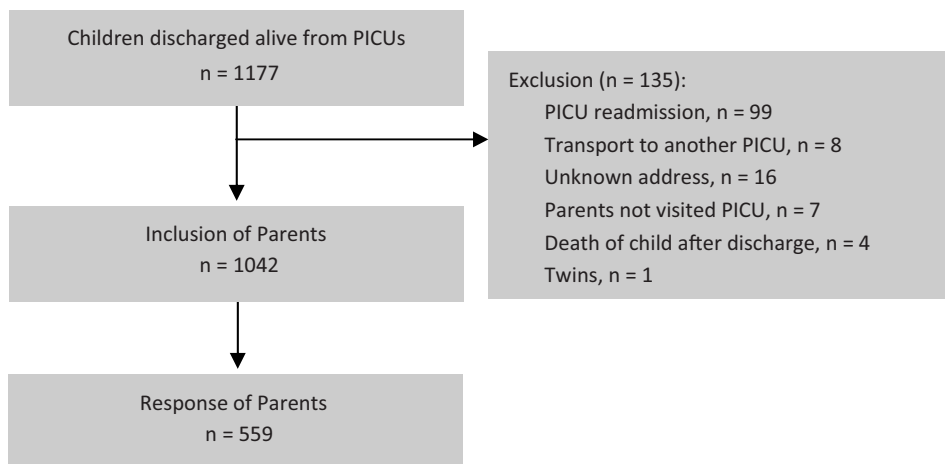 Children discharged alive from PICUs
n = 1177
Exclusion (n = 135):
PICU readmission, n = 99
Transport to another PICU, n = 8
Unknown address, n = 16
Parents not visited PICU, n = 7
Death of child after discharge, n = 4
Twins, n = 1
Inclusion of Parents
n = 1042
Response of Parents
n = 559